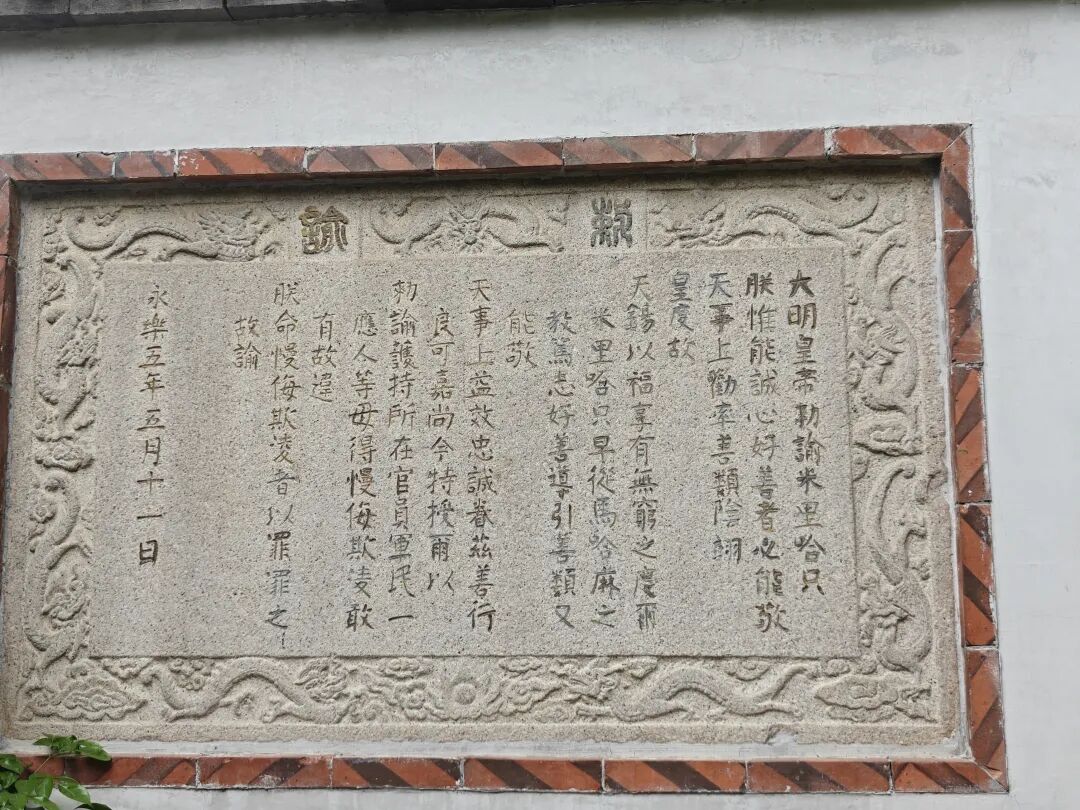 敕諭
大明皇帝勅諭米里哈只
朕惟能誠心好善者必能敬
天事上勸率善類陰翊
皇度故
天錫以福享有無窮之慶爾
米里哈只早從馬哈麻之
教篤志好善導引善類又
能敬
天事上益效忠誠眷茲善行
良可嘉尚今特授爾以
勅諭護持所在官員軍民一
應人等毋得慢侮欺凌敢
有故違
朕命慢侮欺凌者以罪罪之
故諭
永樂五年五月十一日